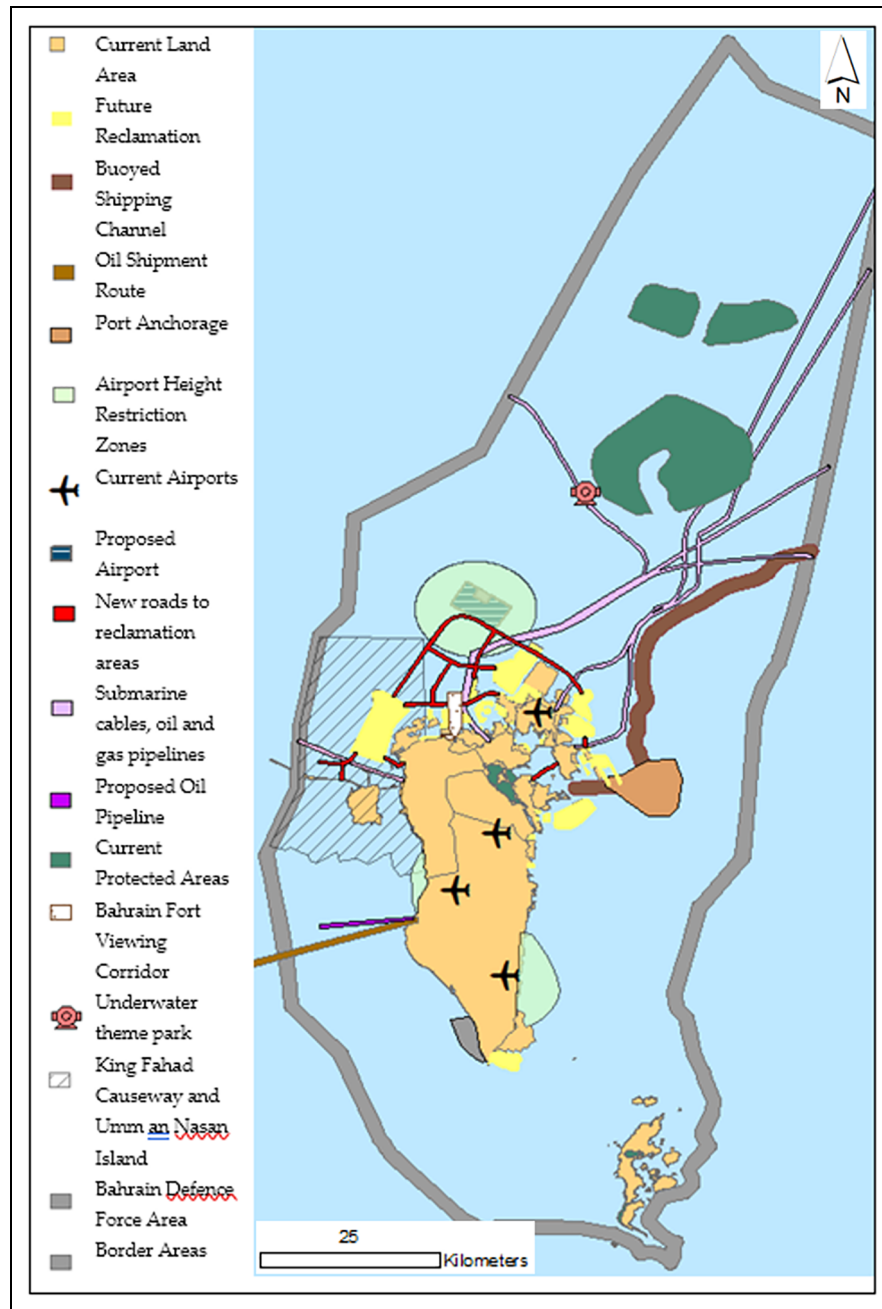 Current Land
Area
Future
Reclamation
Buoyed
Shipping
Channel
Oil Shipment
Route
Port Anchorage
Airport Height
Restriction
Zones
Current Airports
Proposed
Airport
New roads to
reclamation
areas
Submarine
cables, oil and
gas pipelines
Proposed Oil
Pipeline
Current
Protected Areas
Bahrain Fort
Viewing
Corridor
Underwater
theme park
King Fahad
Causeway and
Umm an Nasan
Island
Bahrain Defence
Force Area
Border Areas
N
25
Kilometers